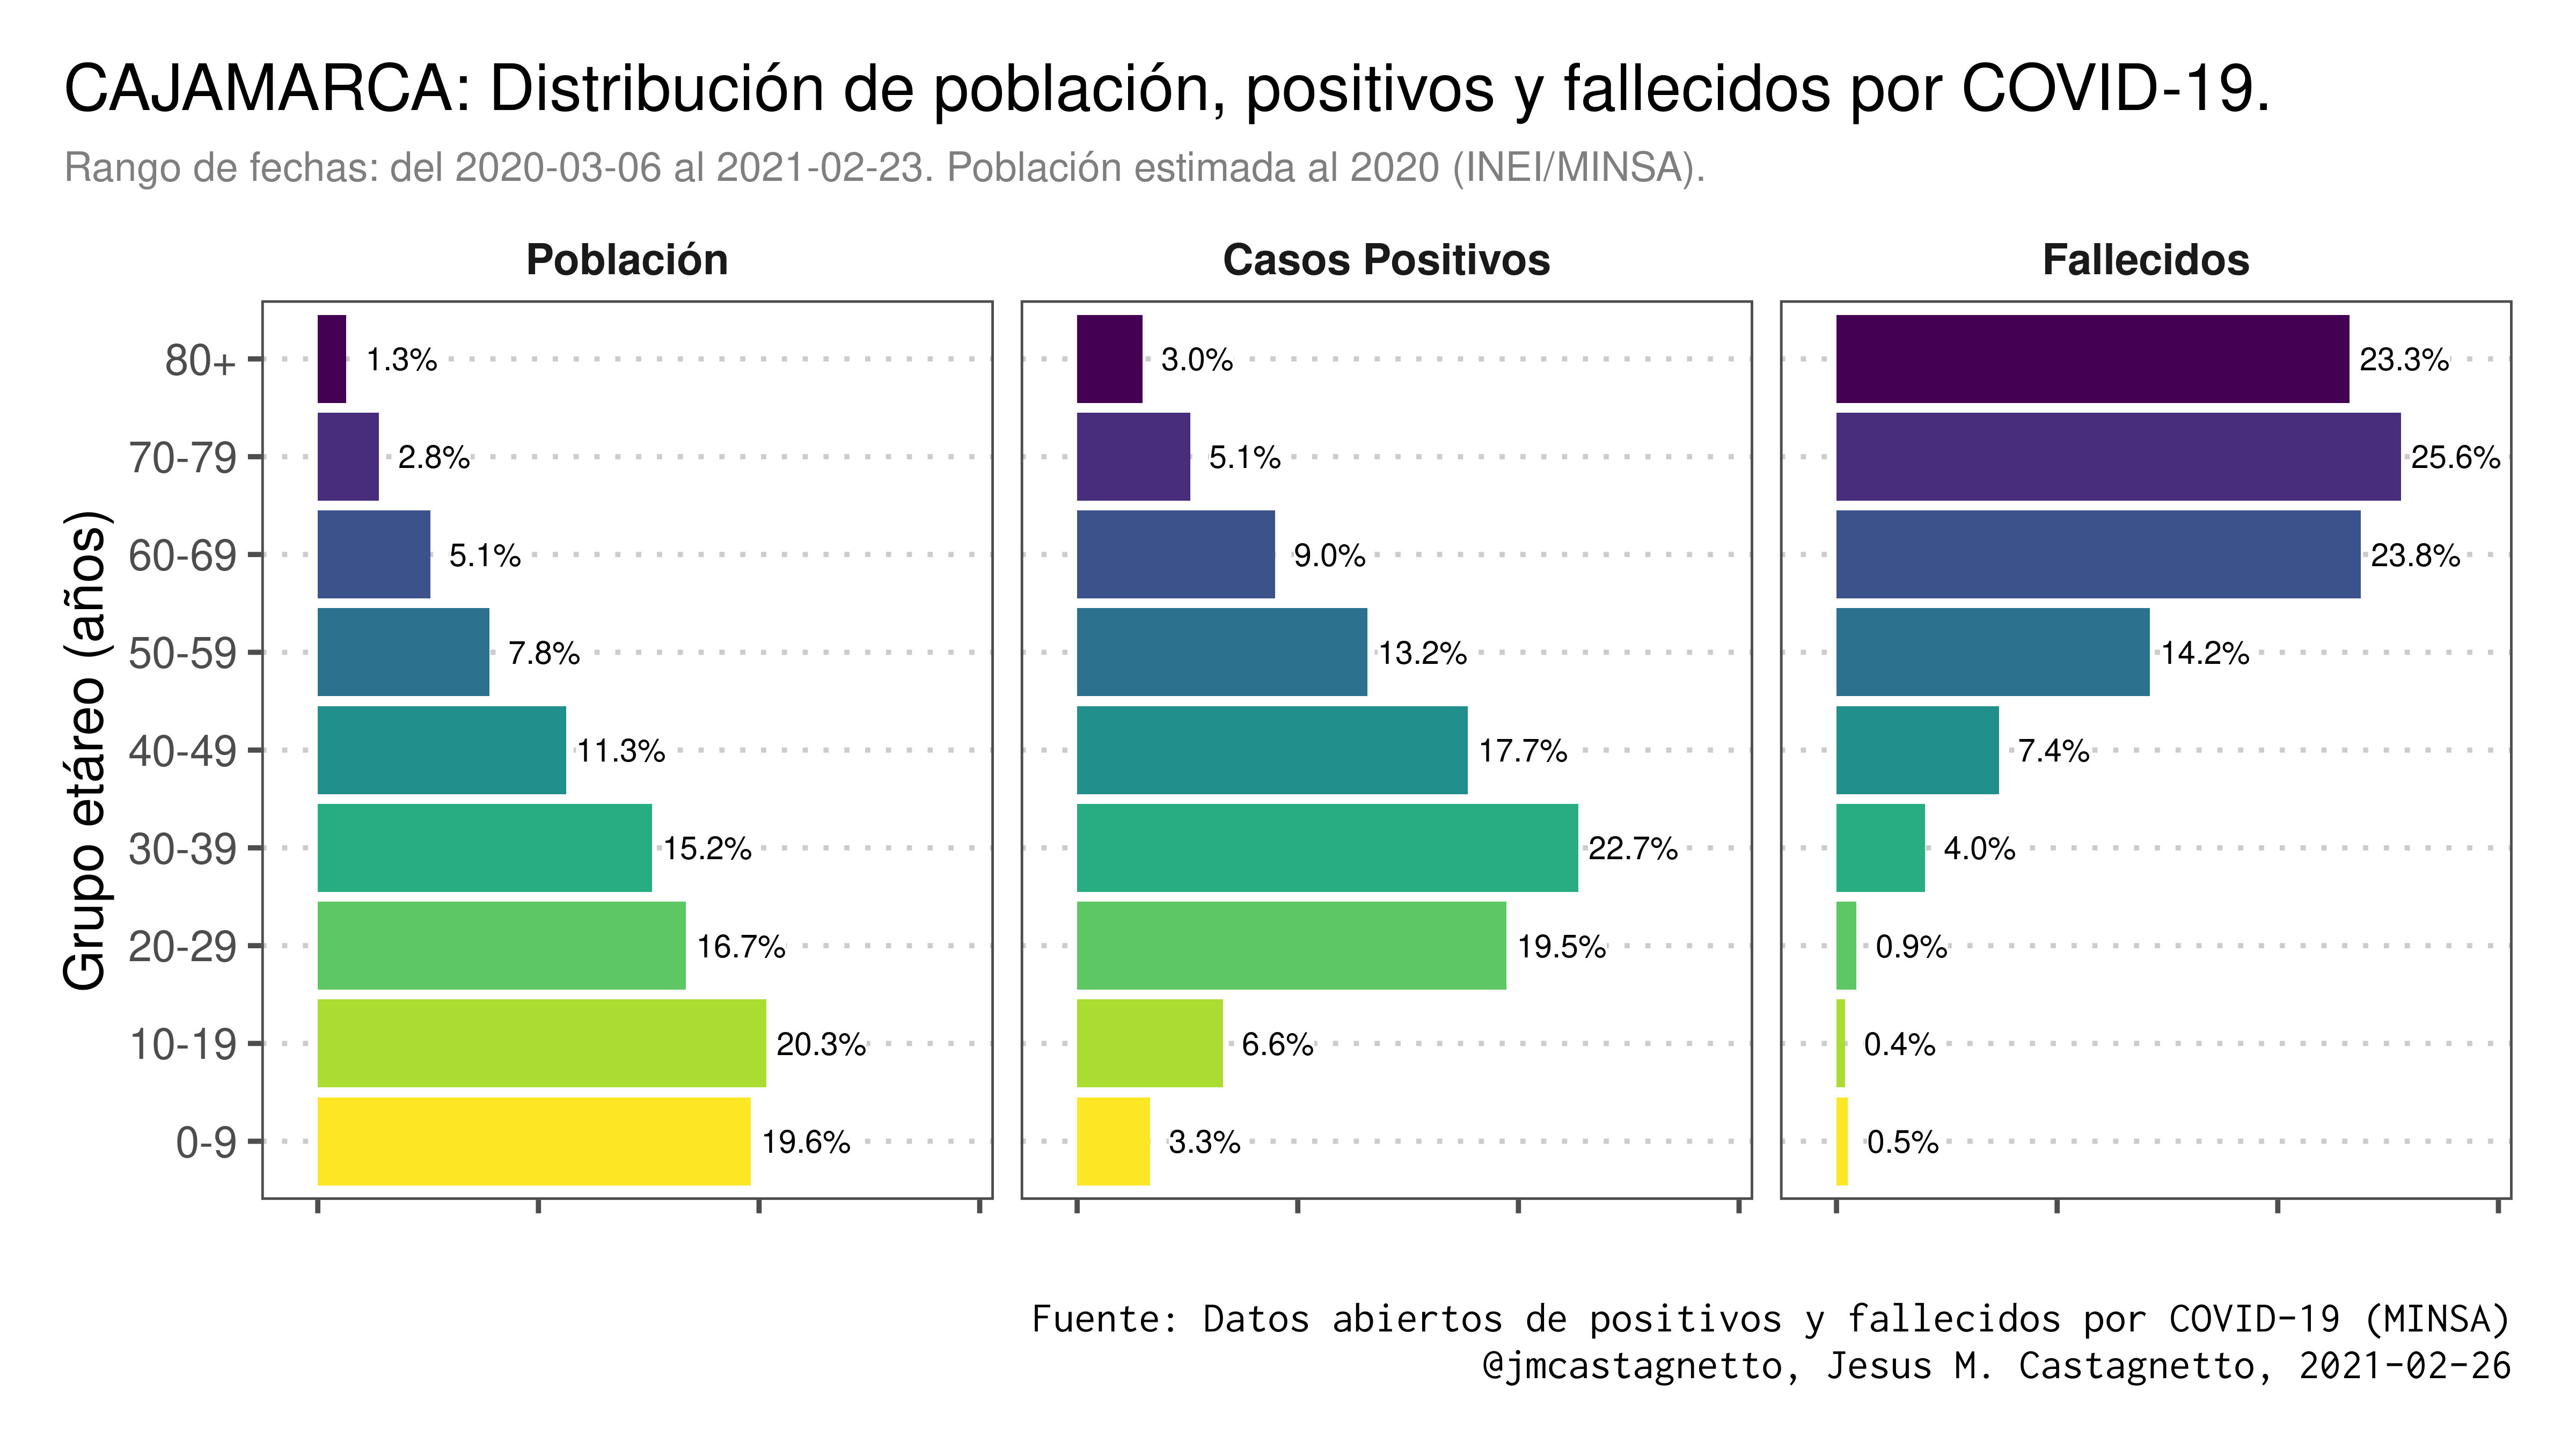 CAJAMARCA: Distribución de población, positivos y fallecidos por COVID-19.
Rango de fechas: del 2020-03-06 al 2021-02-23. Población estimada al 2020 (INEI/MINSA).
Población Casos Positivos Fallecidos
Grupo etáreo (años)
80+ 1.3% 3.0% 23.3%
70-79 2.8% 5.1% 25.6%
60-69 5.1% 9.0% 23.8%
50-59 7.8% 13.2% 14.2%
40-49 11.3% 17.7% 7.4%
30-39 15.2% 22.7% 4.0%
20-29 16.7% 19.5% 0.9%
10-19 20.3% 6.6% 0.4%
0-9 19.6% 3.3% 0.5%
Fuente: Datos abiertos de positivos y fallecidos por COVID-19 (MINSA)
@jmcastagnetto, Jesus M. Castagnetto, 2021-02-26